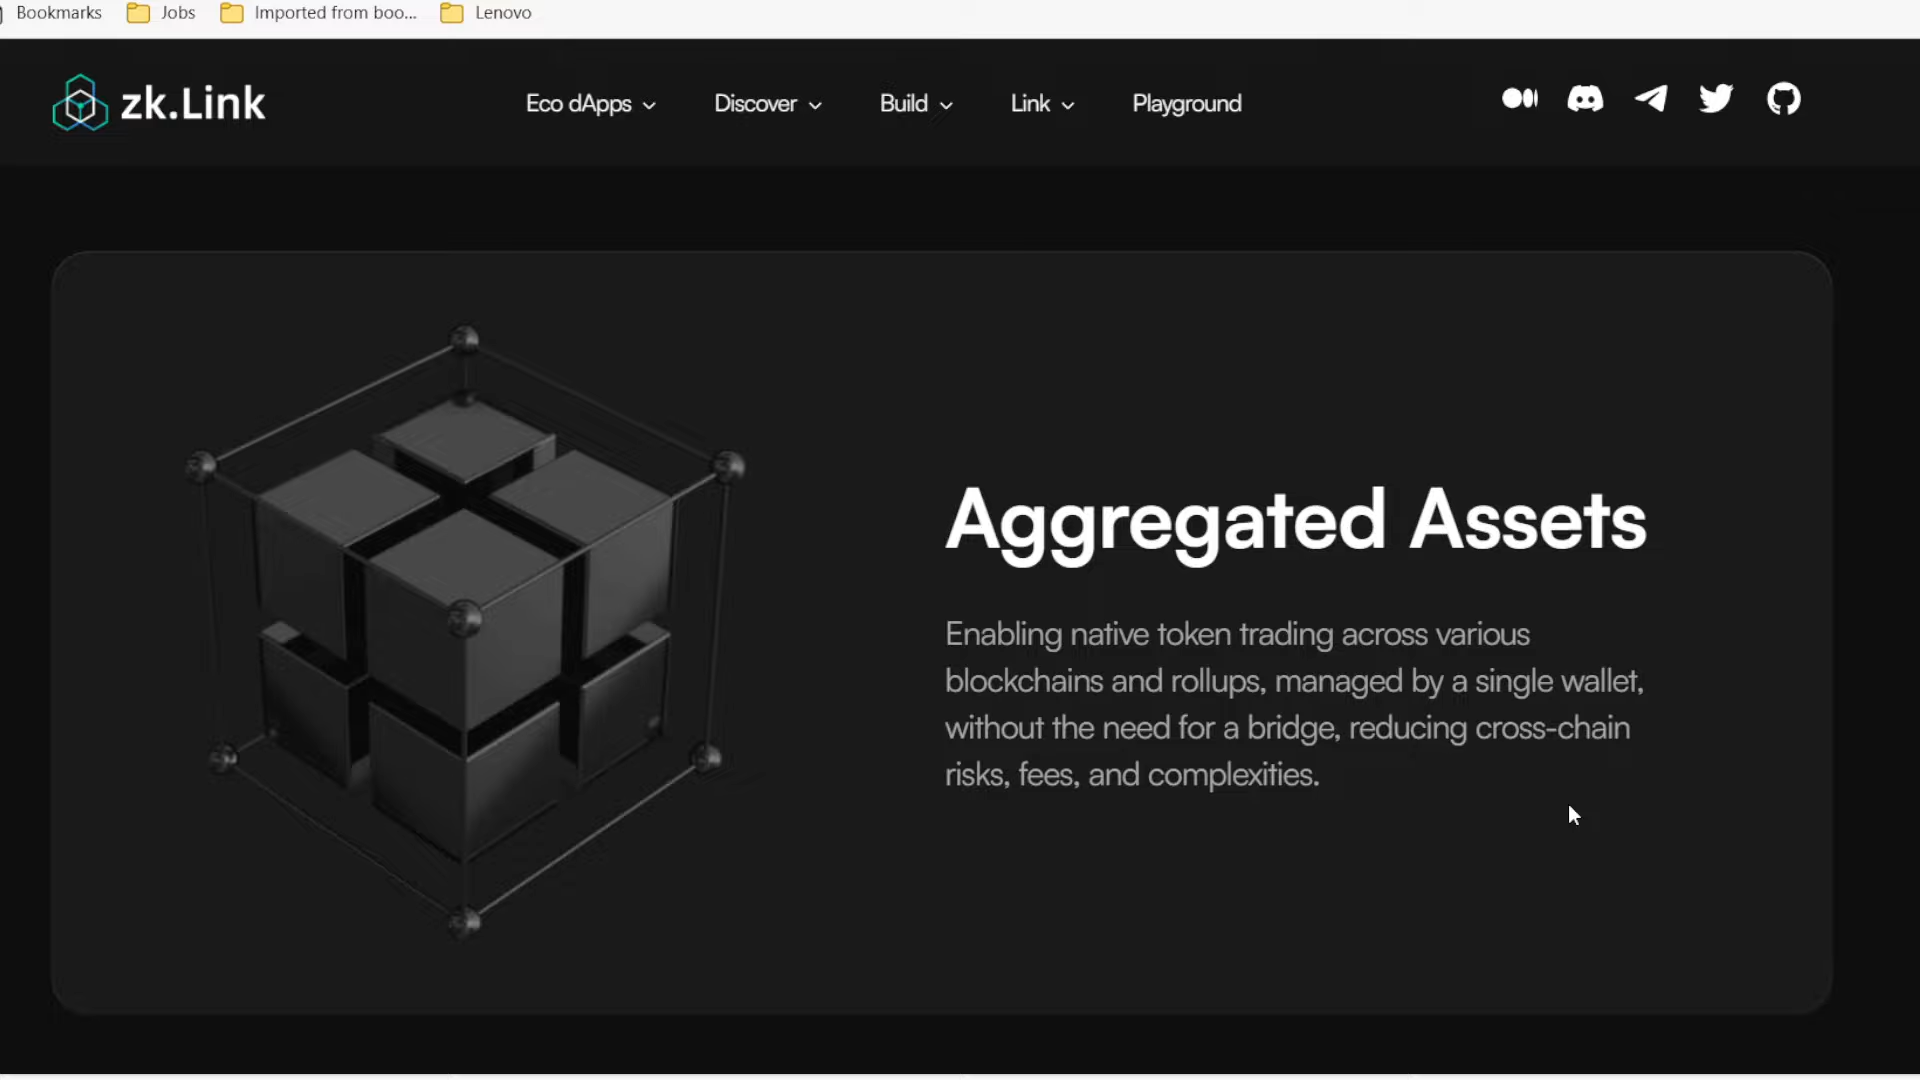 Bookmarks Jobs Imported from boo... Lenovo
zk.Link Eco dApps Discover Build Link Playground
Aggregated Assets
Enabling native token trading across various
blockchains and rollups, managed by a single wallet,
without the need for a bridge, reducing cross-chain
risks, fees, and complexities.